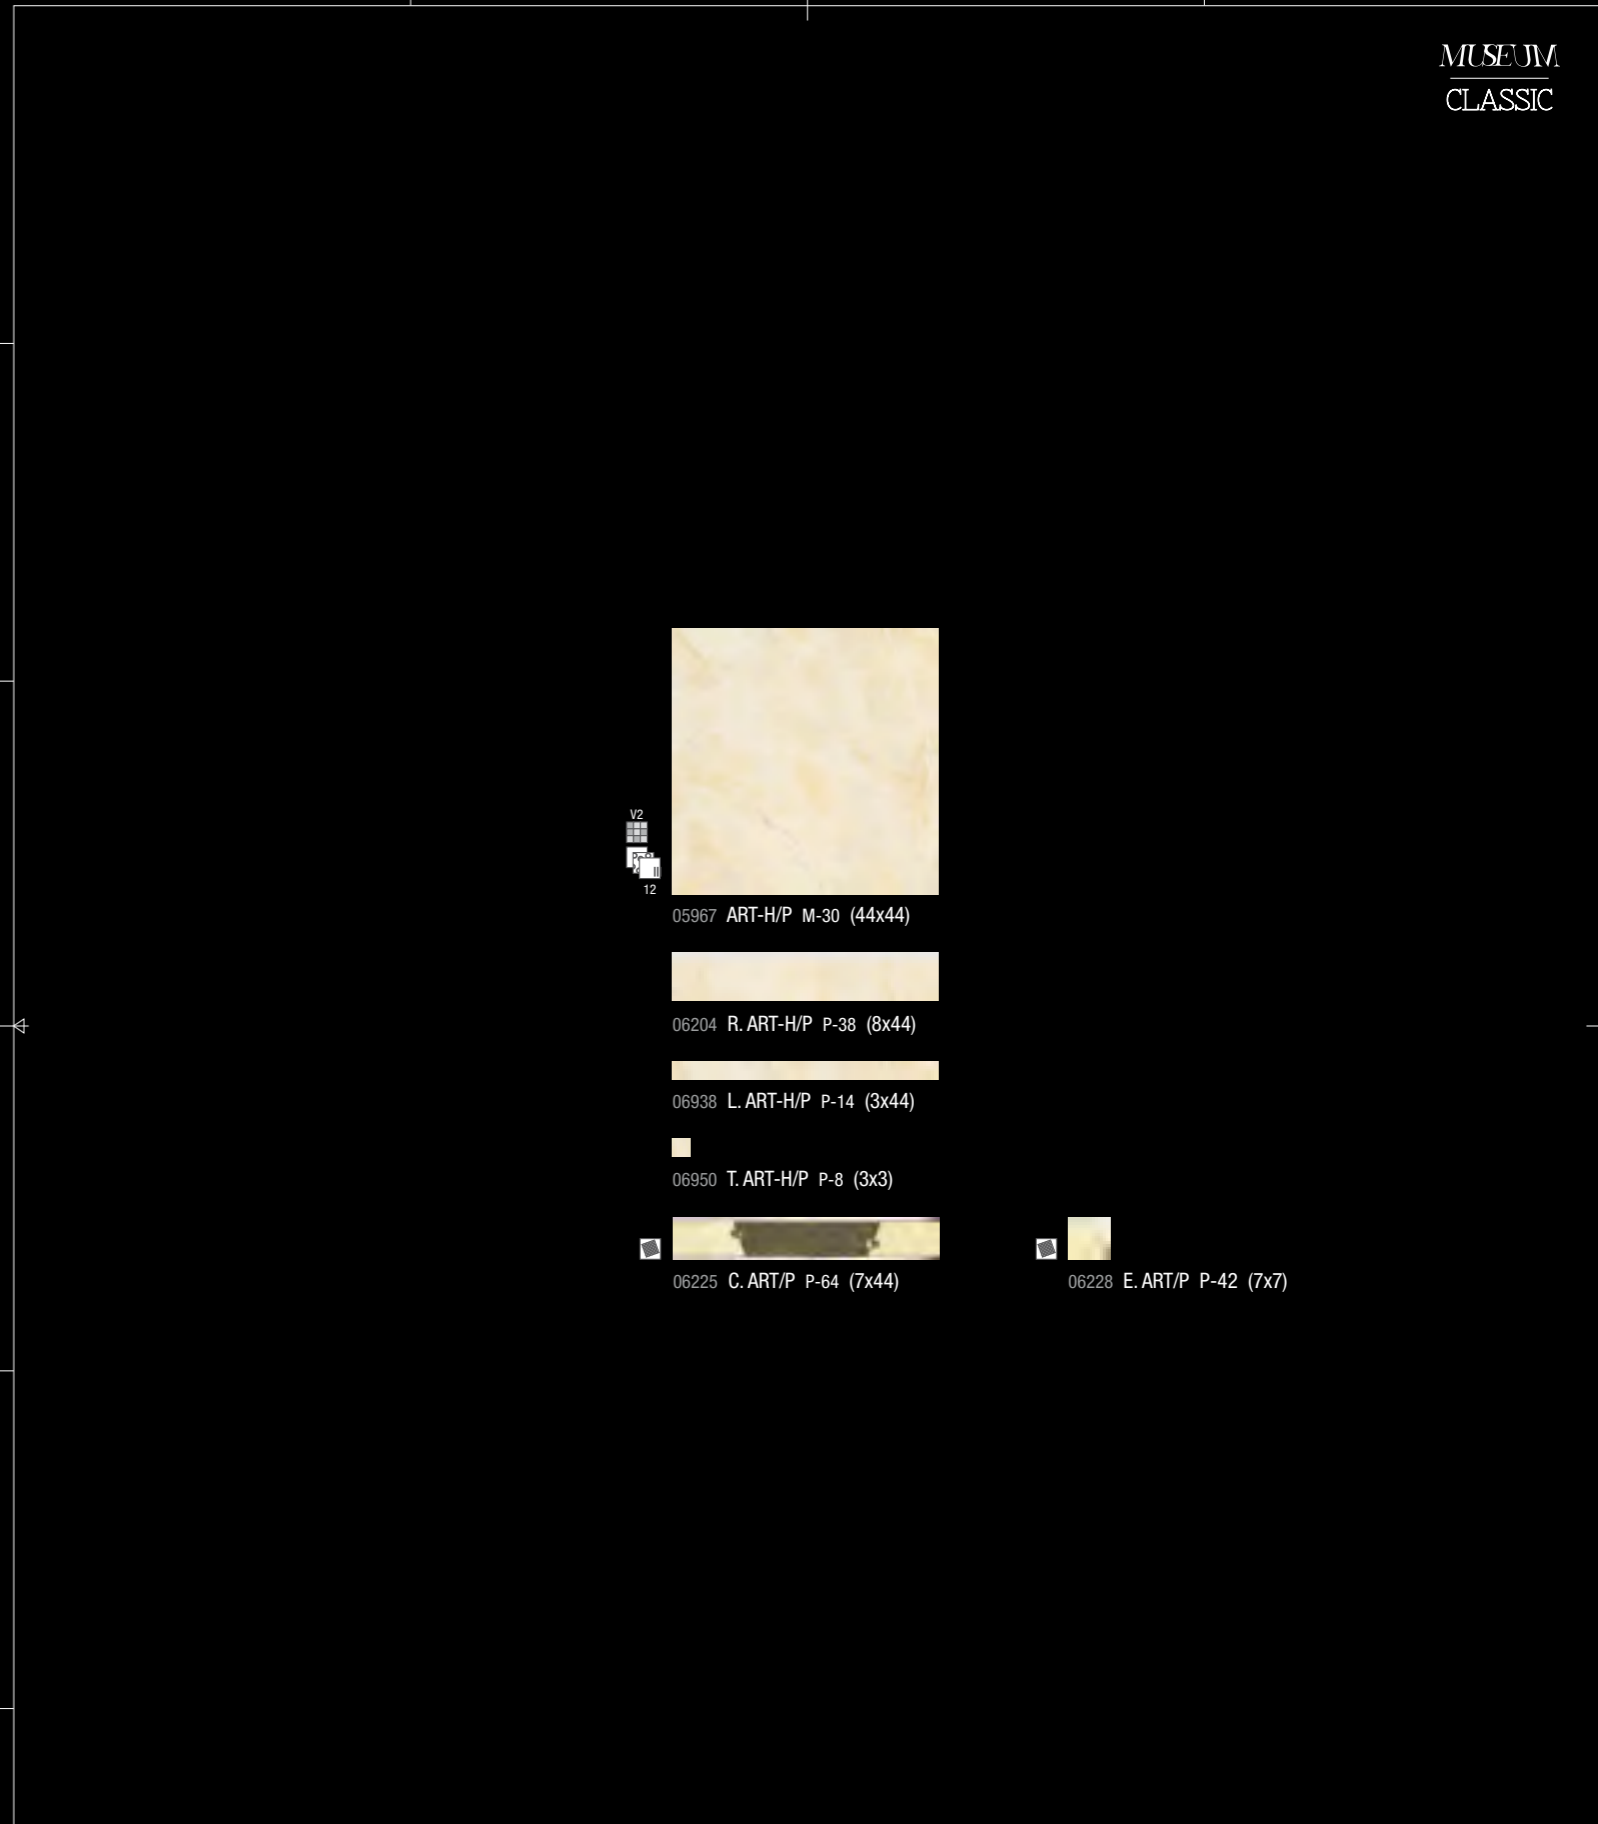 MUSEUM
CLASSIC
V2
12
05967 ART-H/P M-30 (44x44)
06204 R. ART-H/P P-38 (8x44)
06938 L. ART-H/P P-14 (3x44)
06950 T. ART-H/P P-8 (3x3)
06225 C. ART/P P-64 (7x44)
06228 E. ART/P P-42 (7x7)